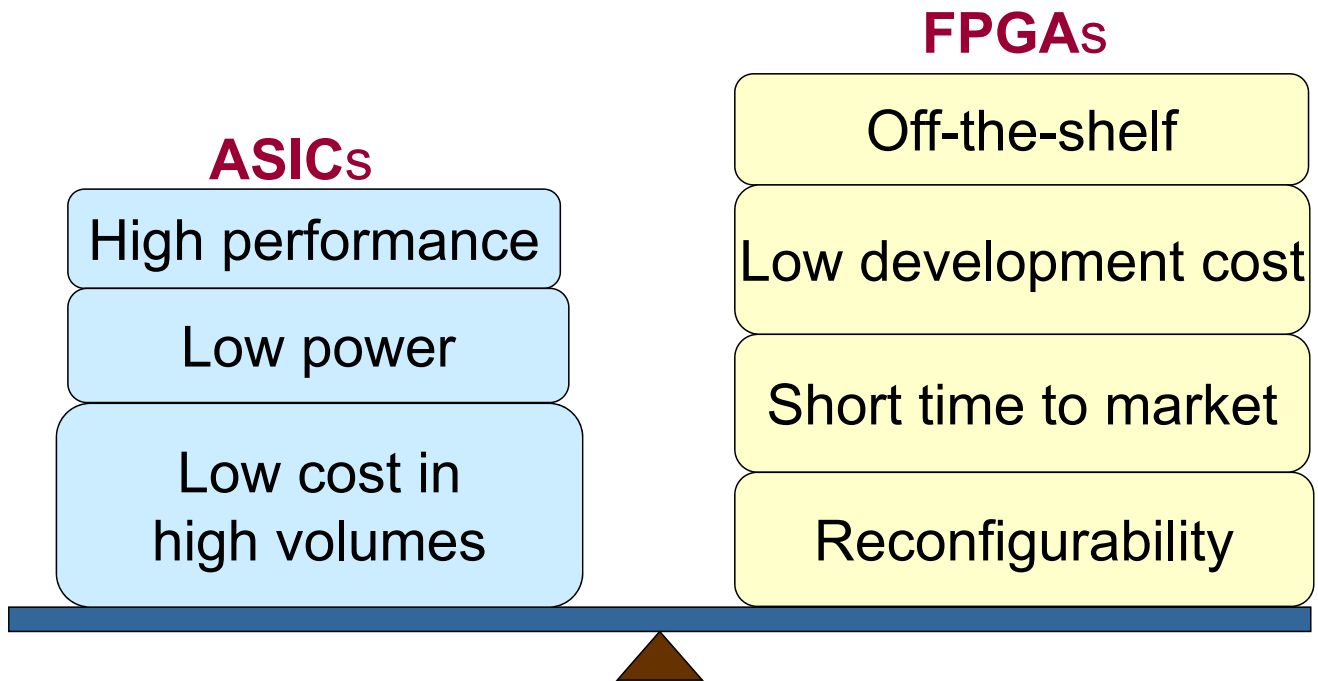 ASICs
High performance
Low power
Low cost in
high volumes
FPGAs
Off-the-shelf
Low development cost
Short time to market
Reconfigurability